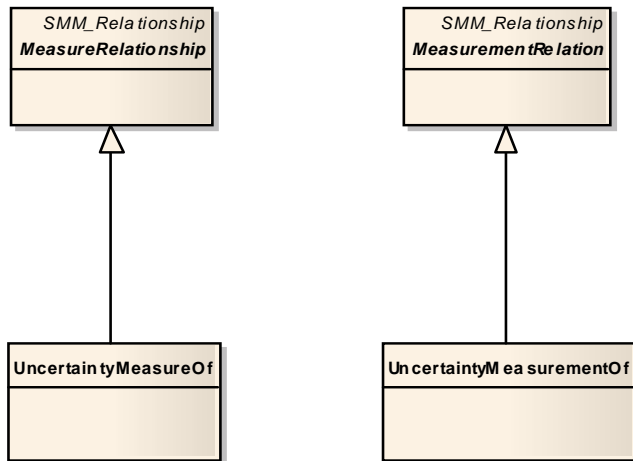 SMM_Relationship
MeasureRelationship
SMM_Relationship
MeasurementRelation
UncertaintyMeasureOf
UncertaintyMeasurementOf